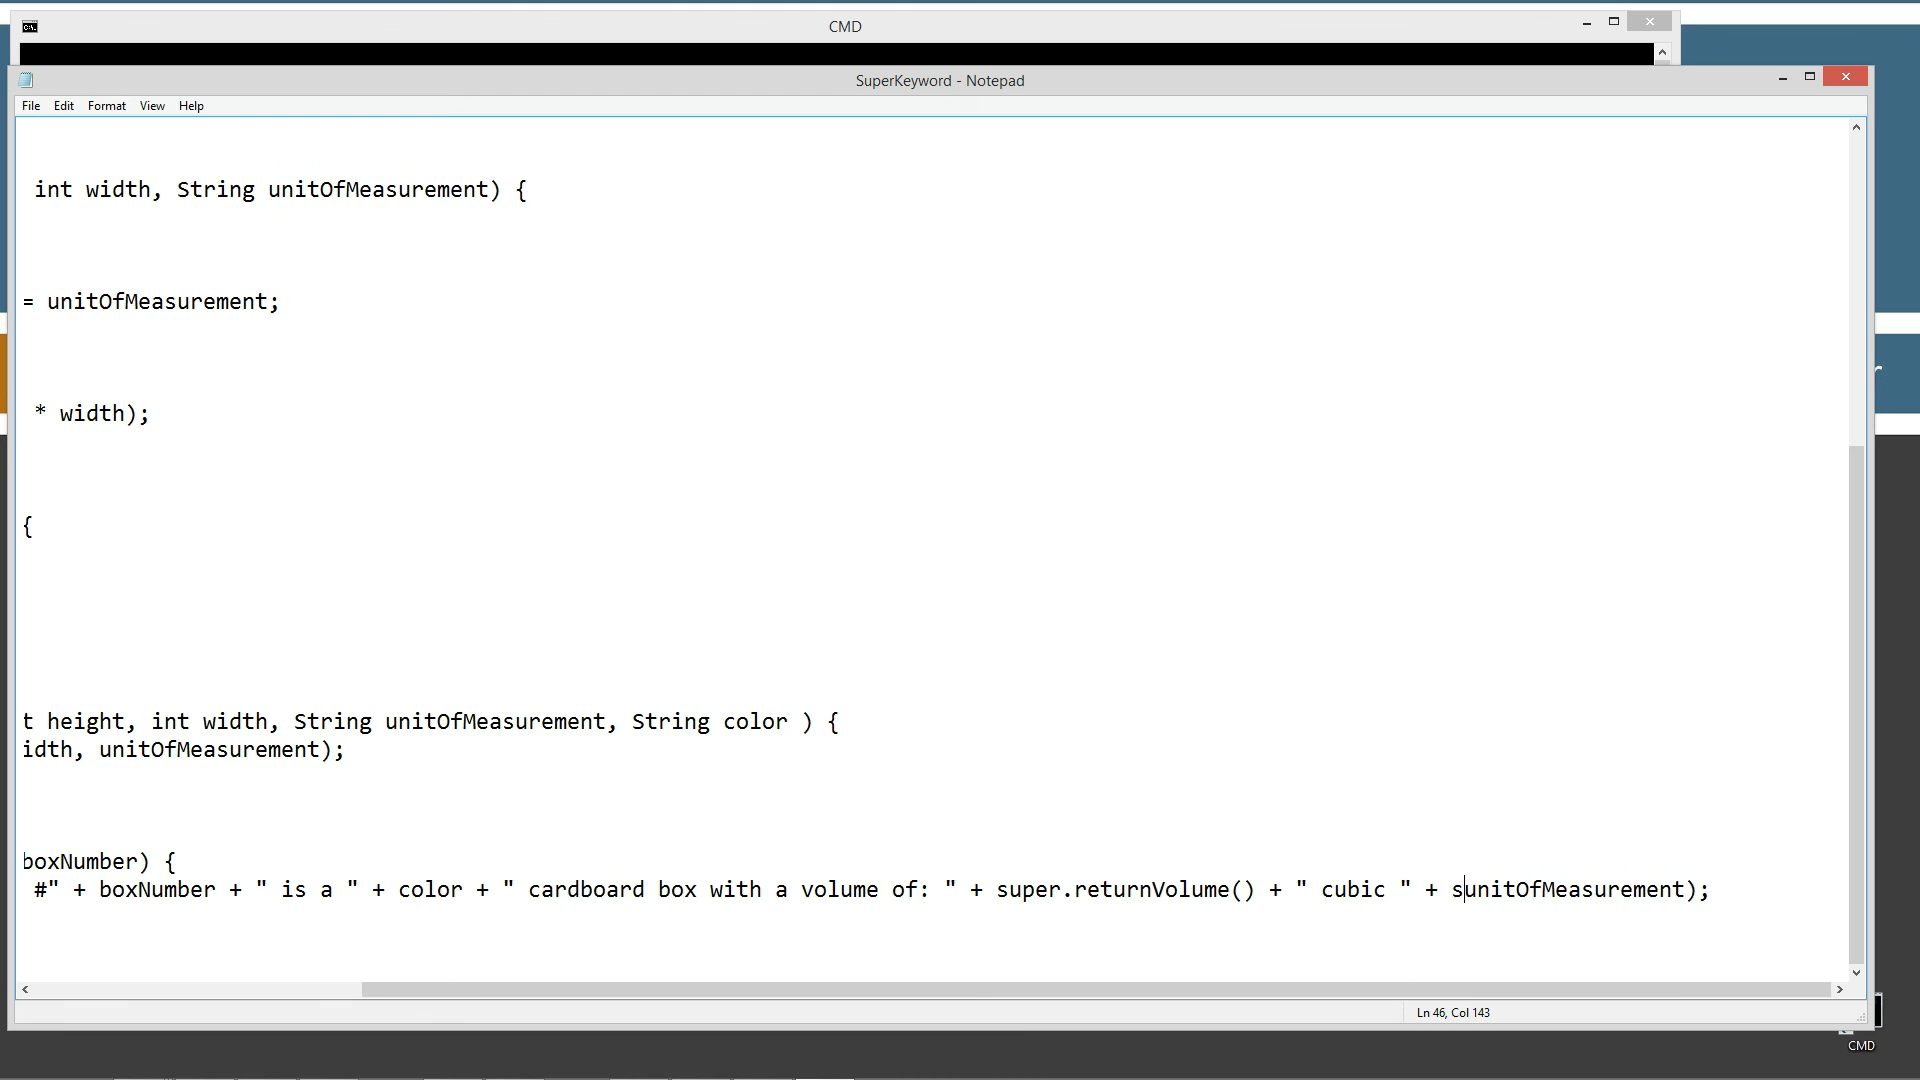 CMD
SuperKeyword - Notepad
File Edit Format View Help
int width, String unitOfMeasurement) {
= unitOfMeasurement;
* width);
{
t height, int width, String unitOfMeasurement, String color ) {
idth, unitOfMeasurement);
boxNumber) {
#" + boxNumber + " is a " + color + " cardboard box with a volume of: " + super.returnVolume() + " cubic " + sunitOfMeasurement);
Ln 46, Col 143
CMD